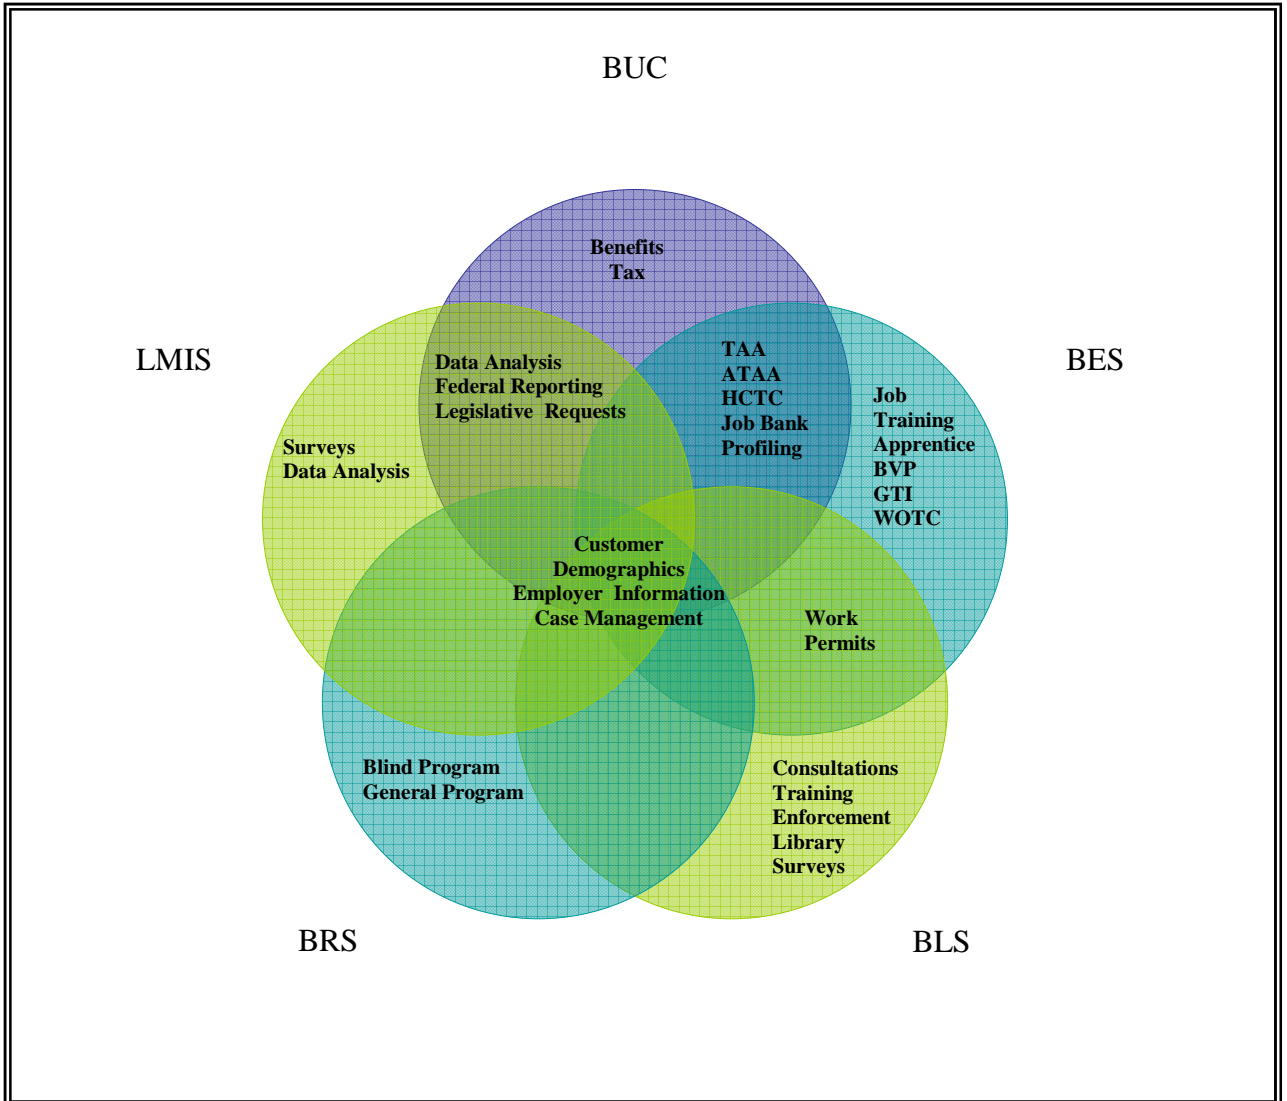 BUC
Benefits
Tax
LMIS
BES
Data Analysis
Federal Reporting
Legislative Requests
TAA
ATAA
HCTC
Job Bank
Profiling
Job
Training
Apprentice
BVP
GTI
WOTC
Surveys
Data Analysis
Customer
Demographics
Employer Information
Case Management
Work
Permits
Blind Program
General Program
Consultations
Training
Enforcement
Library
Surveys
BRS
BLS